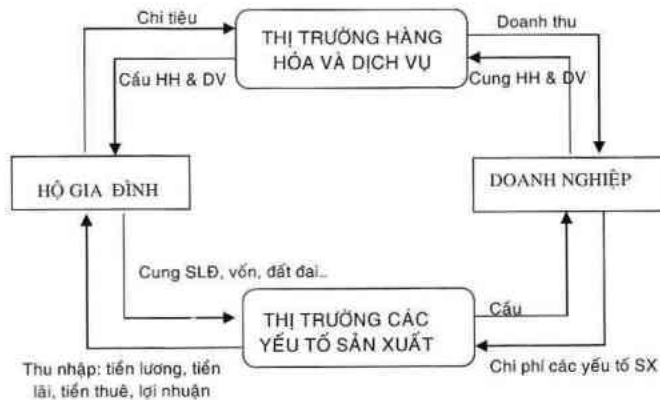 Chi tiêu
THỊ TRƯỜNG HÀNG
HÓA VÀ DỊCH VỤ
Doanh thu
Cầu HH & DV
Cung HH & DV
HỘ GIA ĐÌNH
DOANH NGHIỆP
Cung SLĐ, vốn, đất đai..
THỊ TRƯỜNG CÁC
YẾU TỐ SẢN XUẤT
Cầu
Thu nhập: tiền lương, tiền
lãi, tiền thuê, lợi nhuận
Chi phí các yếu tố SX